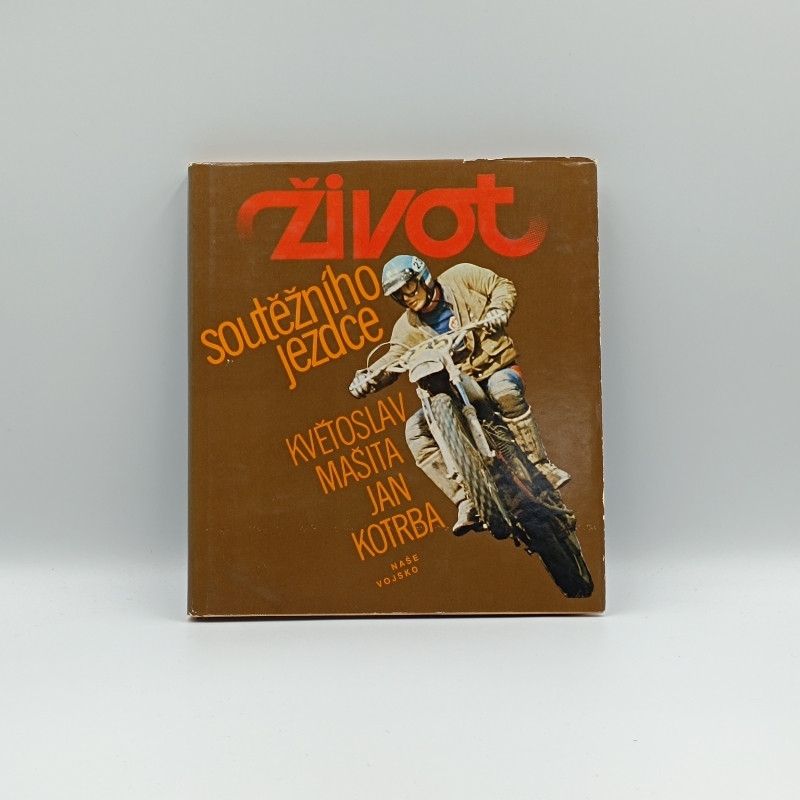 život
soutěžního
jezdce
KVĚTOSLAV
MAŠITA
JAN
KOTRBA
NAŠE
VOJSKO